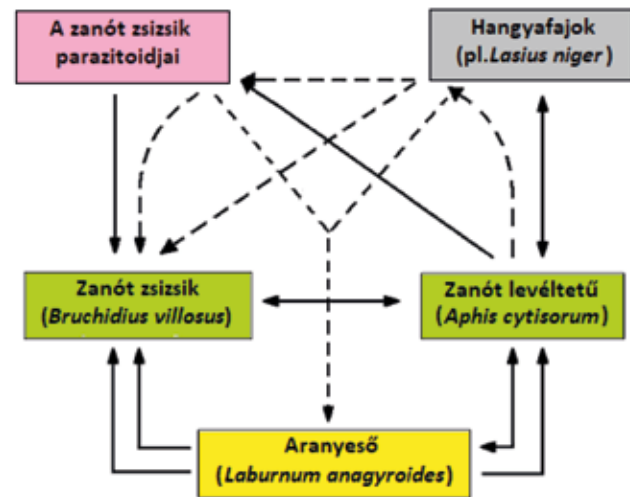 A zanót zsizsik
parazitoidjai
Hangyafajok
(pl.Lasius niger)
Zanót zsizsik
(Bruchidius villosus)
Zanót levéltetű
(Aphis cytisorum)
Aranyeső
(Laburnum anagyroides)